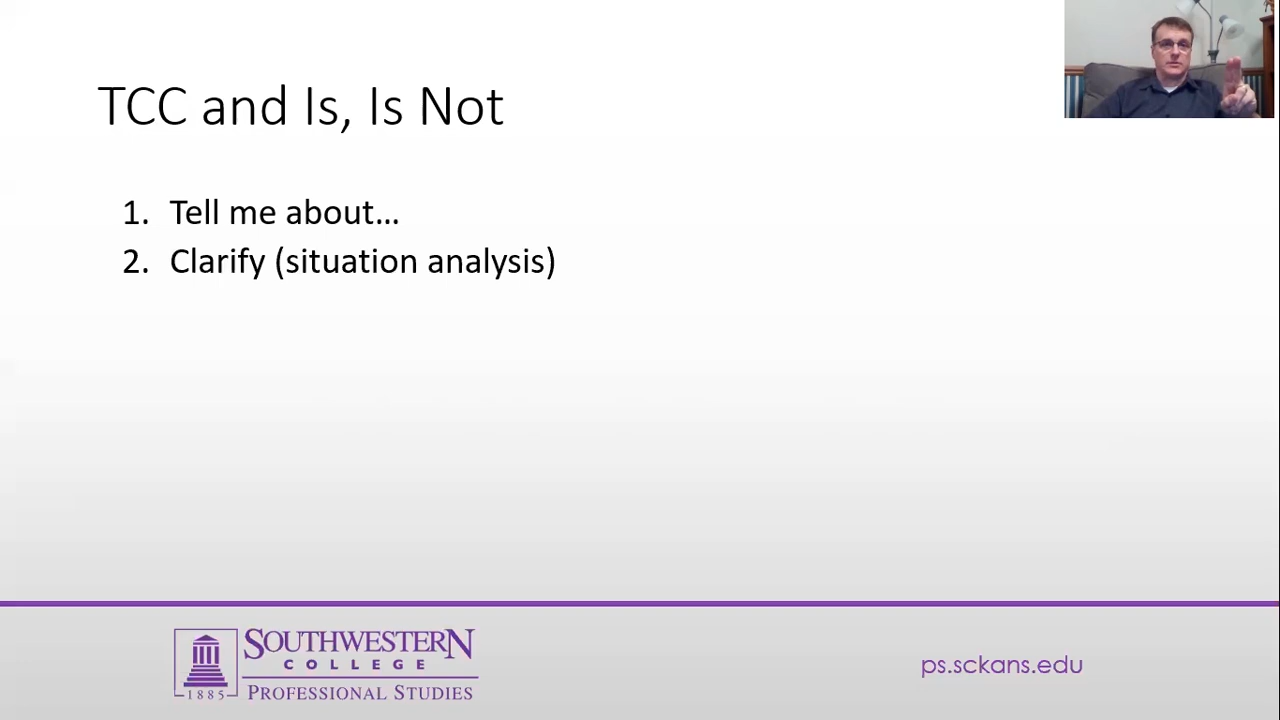 TCC and Is, Is Not
1. Tell me about…
2. Clarify (situation analysis)
SOUTHWESTERN
COLLEGE
1885
PROFESSIONAL STUDIES
ps.sckans.edu